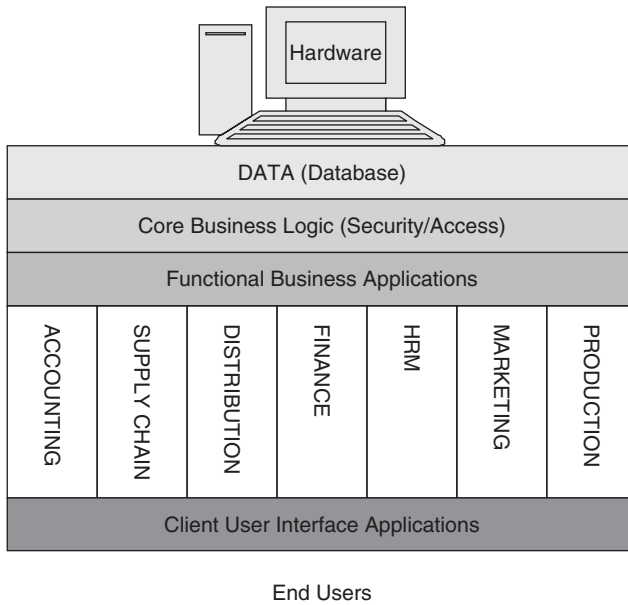 Hardware
DATA (Database)
Core Business Logic (Security/Access)
Functional Business Applications
ACCOUNTING
SUPPLY CHAIN
DISTRIBUTION
FINANCE
HRM
MARKETING
PRODUCTION
Client User Interface Applications
End Users